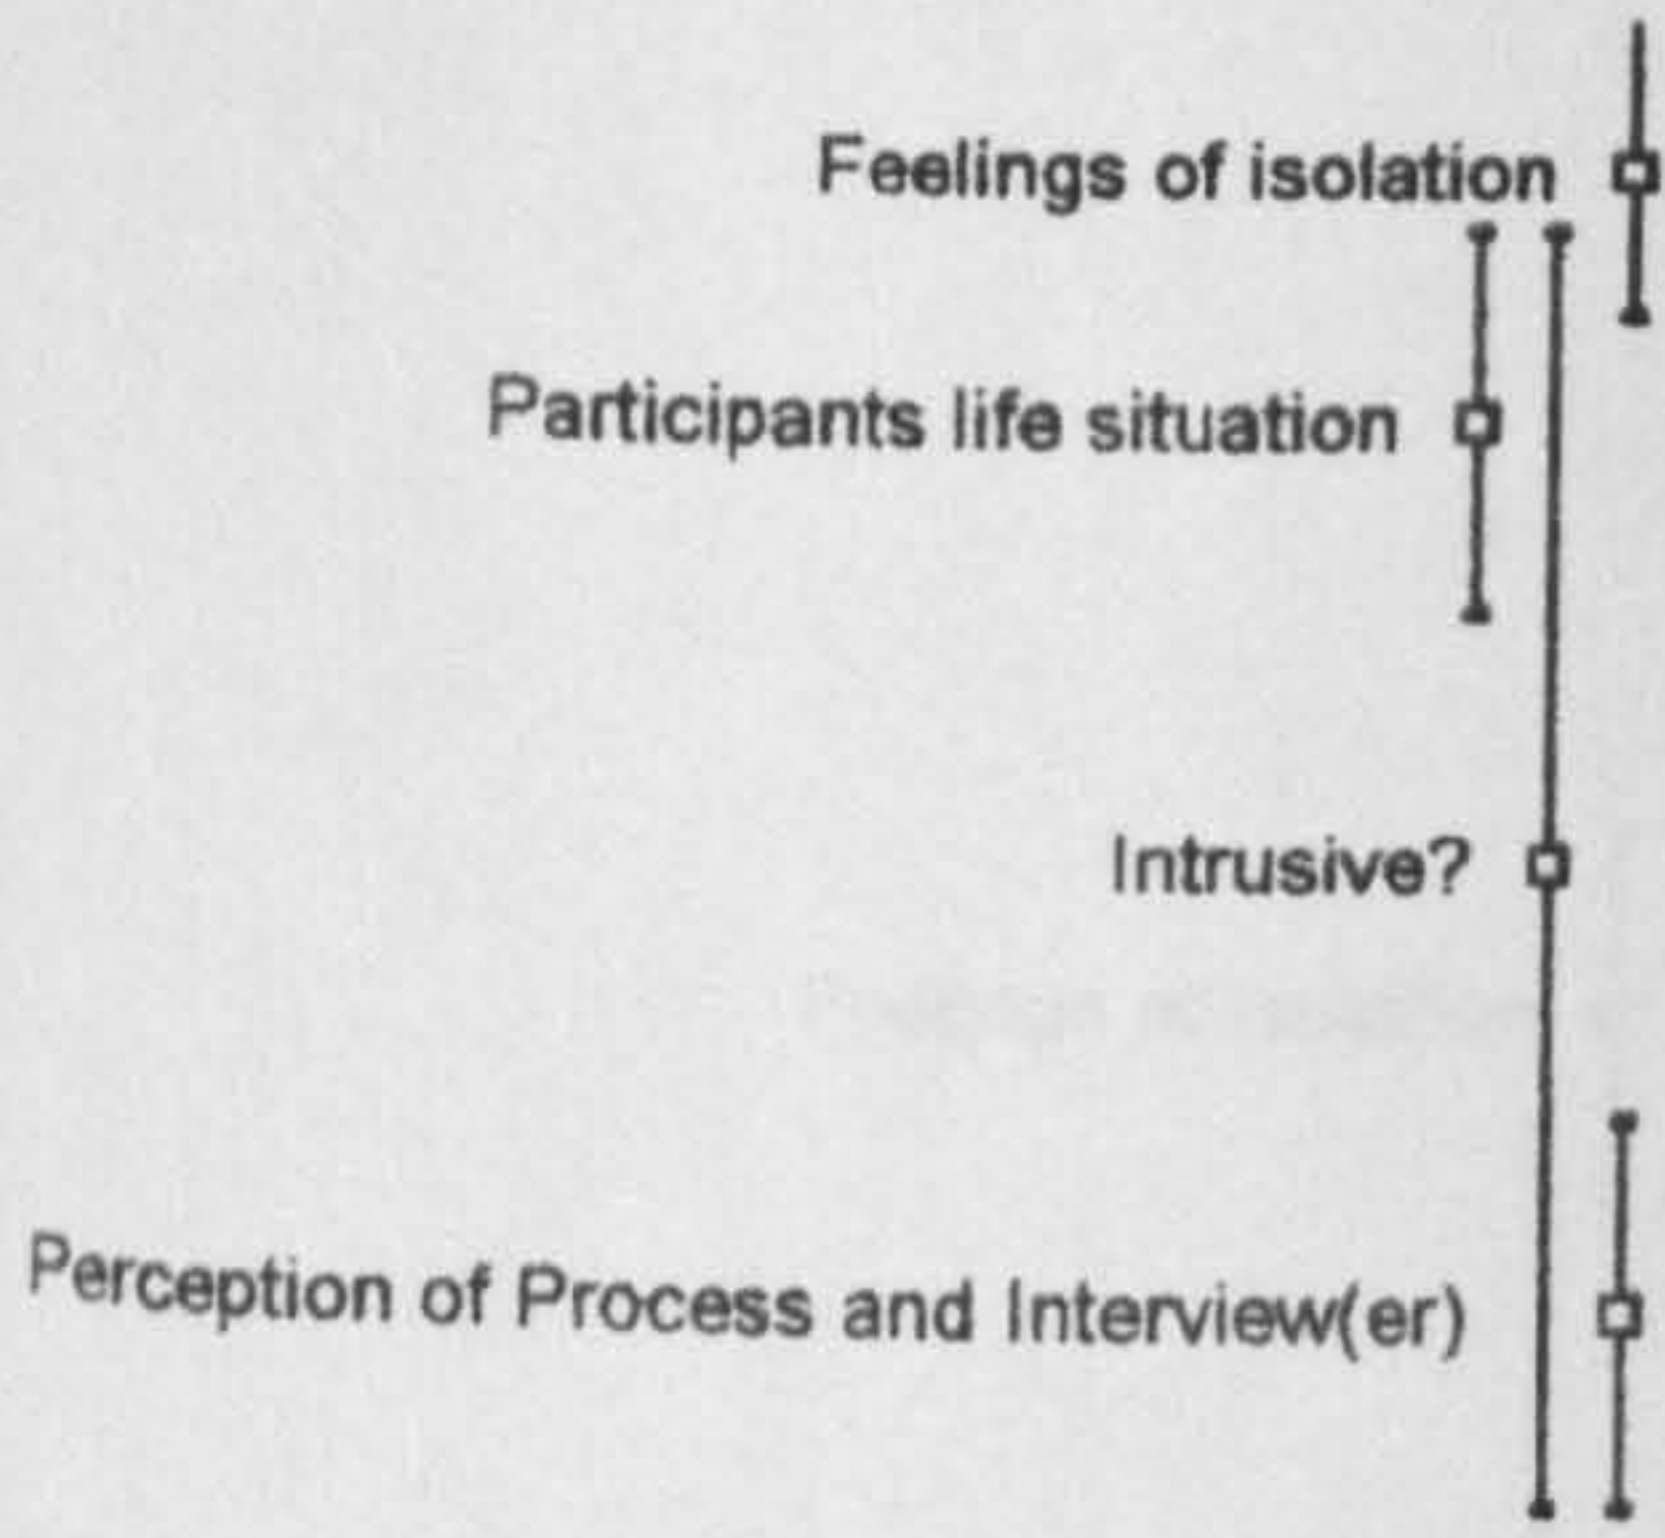 Feelings of isolation
Participants life situation
Intrusive?
Perception of Process and Interview(er)